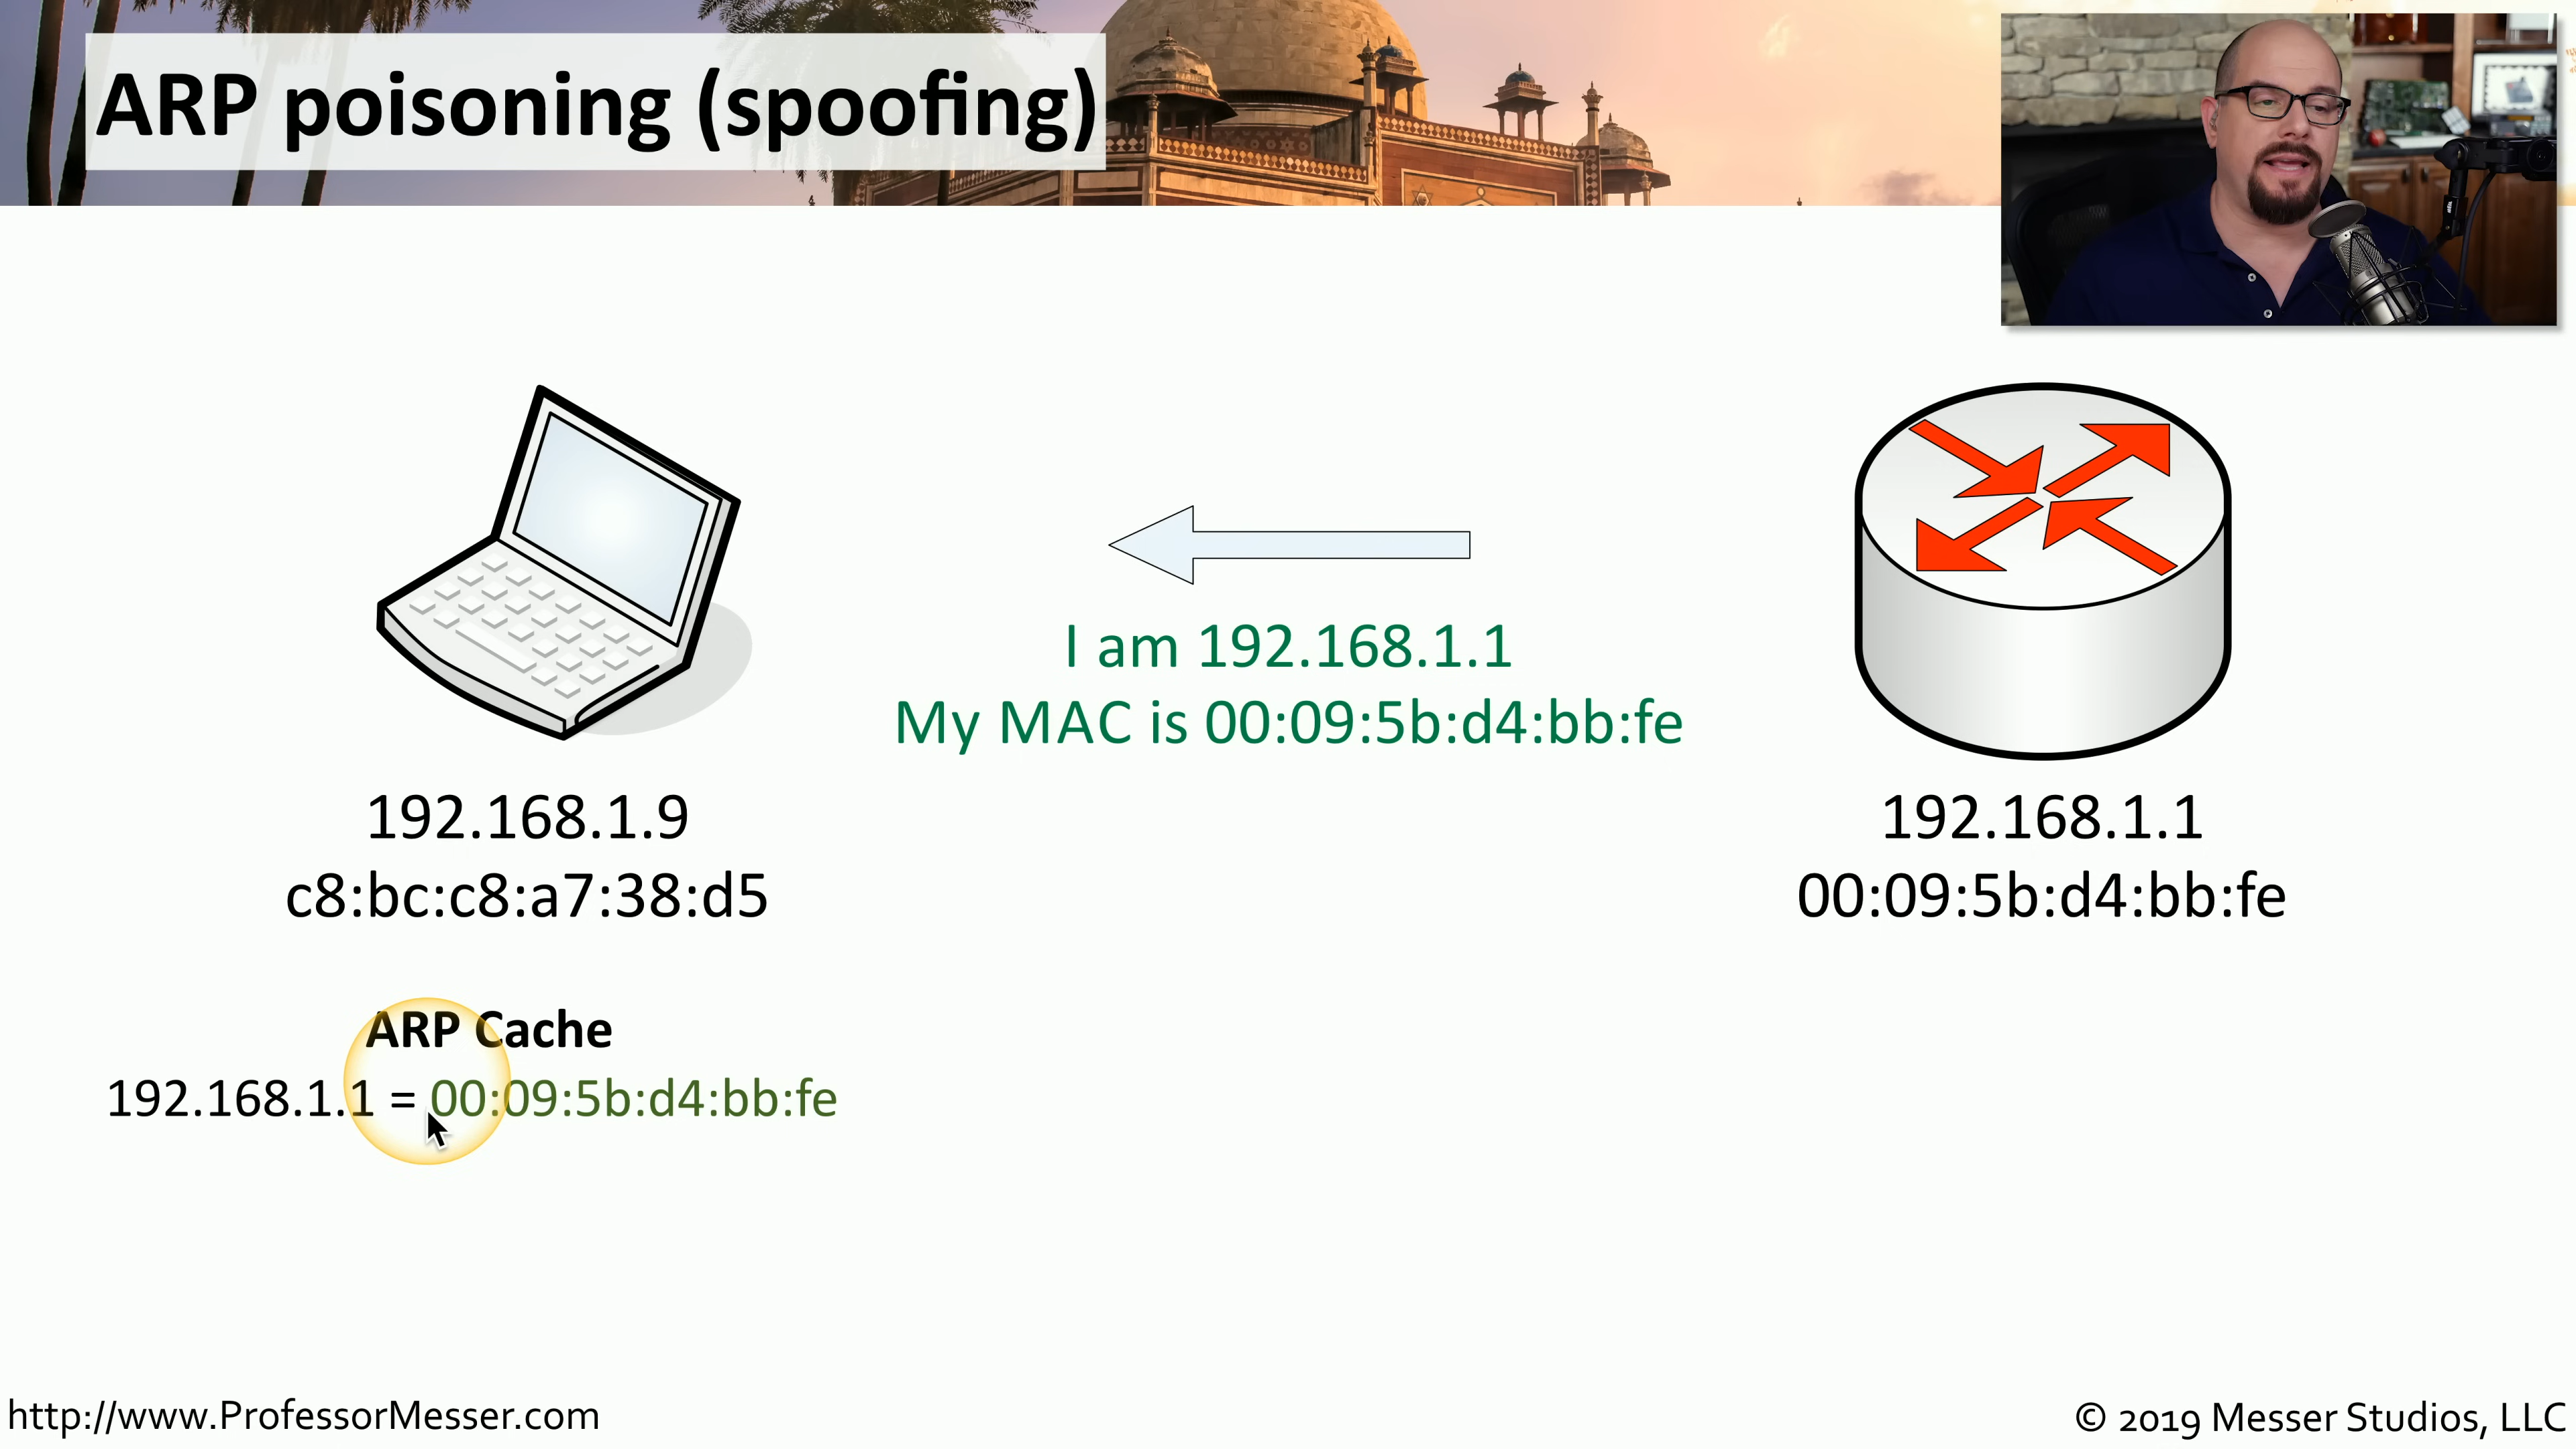 ARP poisoning (spoofing)
I am 192.168.1.1
My MAC is 00:09:5b:d4:bb:fe
192.168.1.9
c8:bc:c8:a7:38:d5
192.168.1.1
00:09:5b:d4:bb:fe
ARP Cache
192.168.1.1 = 00:09:5b:d4:bb:fe
http://www.ProfessorMesser.com
© 2019 Messer Studios, LLC